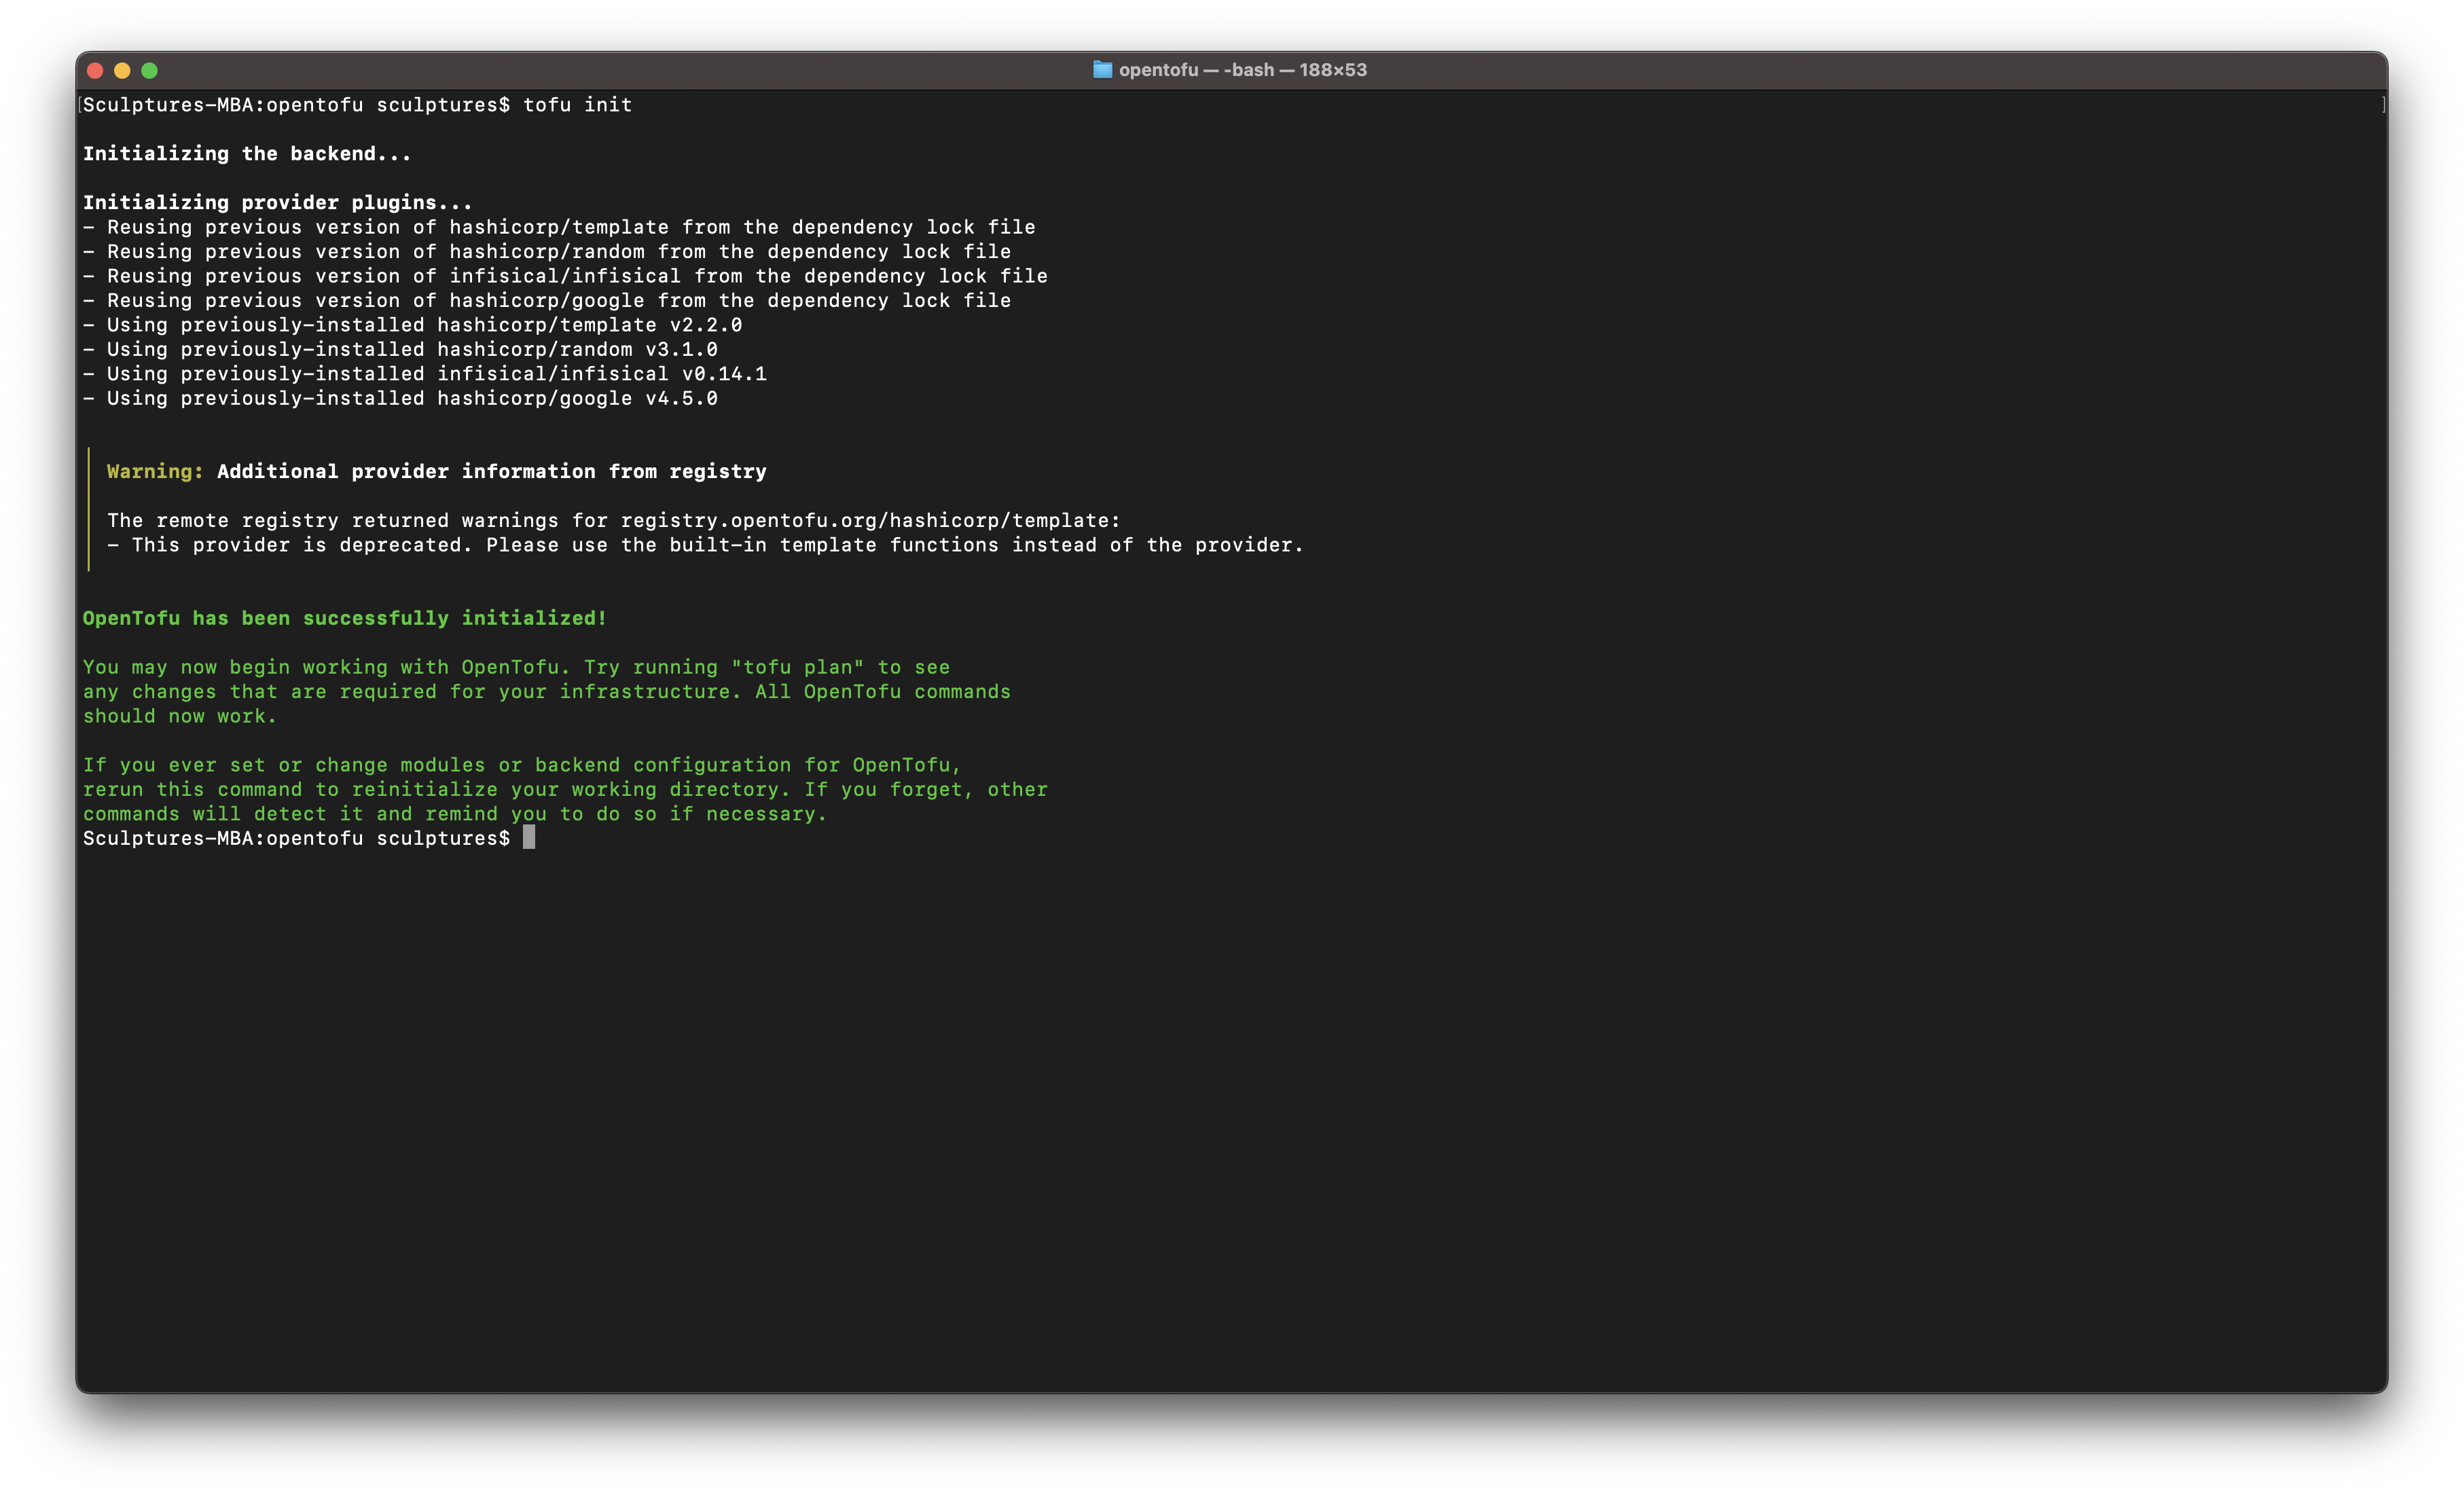 opentofu — -bash — 188×53
[Sculptures-MBA:opentofu sculptures$ tofu init ]
Initializing the backend...
Initializing provider plugins...
- Reusing previous version of hashicorp/template from the dependency lock file
- Reusing previous version of hashicorp/random from the dependency lock file
- Reusing previous version of infisical/infisical from the dependency lock file
- Reusing previous version of hashicorp/google from the dependency lock file
- Using previously-installed hashicorp/template v2.2.0
- Using previously-installed hashicorp/random v3.1.0
- Using previously-installed infisical/infisical v0.14.1
- Using previously-installed hashicorp/google v4.5.0
Warning: Additional provider information from registry
The remote registry returned warnings for registry.opentofu.org/hashicorp/template:
- This provider is deprecated. Please use the built-in template functions instead of the provider.
OpenTofu has been successfully initialized!
You may now begin working with OpenTofu. Try running "tofu plan" to see
any changes that are required for your infrastructure. All OpenTofu commands
should now work.
If you ever set or change modules or backend configuration for OpenTofu,
rerun this command to reinitialize your working directory. If you forget, other
commands will detect it and remind you to do so if necessary.
Sculptures-MBA:opentofu sculptures$